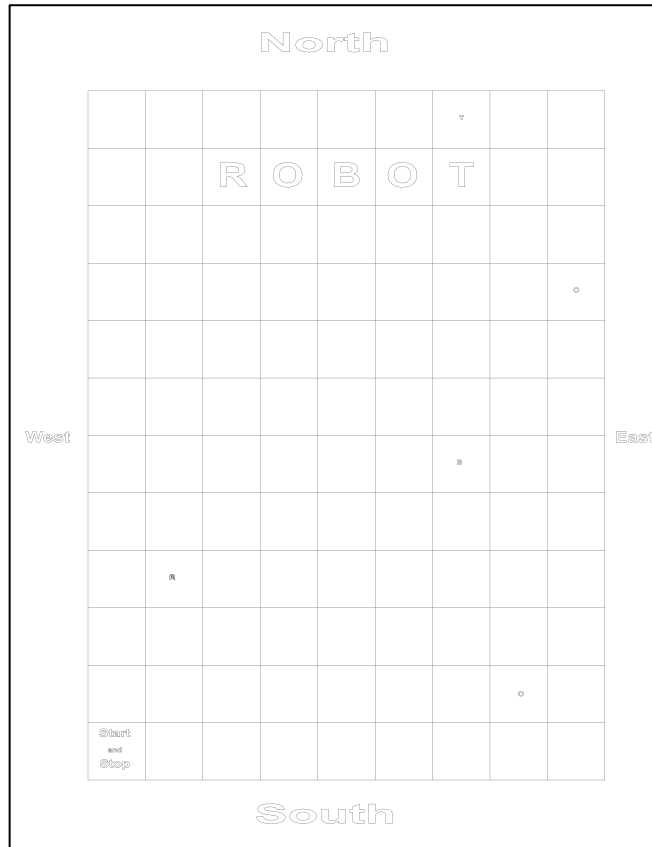 North
T
R O B O T
O
West
East
B
R
O
Start
and
Stop
South